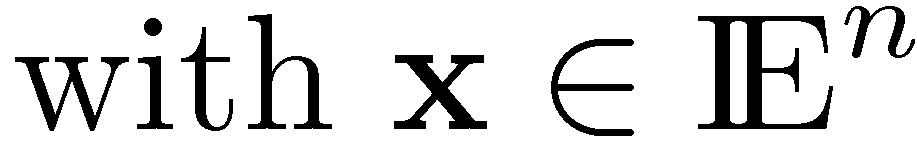 with 𝐱 ∈ 𝔼ⁿ